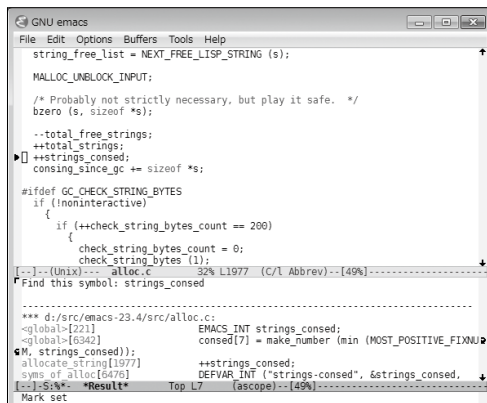 GNU emacs
File Edit Options Buffers Tools Help
string_free_list = NEXT_FREE_LISP_STRING (s);
MALLOC_UNBLOCK_INPUT;
/* Probably not strictly necessary, but play it safe.  */
bzero (s, sizeof *s);
--total_free_strings;
++total_strings;
++strings_consed;
consing_since_gc += sizeof *s;
#ifdef GC_CHECK_STRING_BYTES
if (!noninteractive)
{
if (++check_string_bytes_count == 200)
{
check_string_bytes_count = 0;
check_string_bytes (1);
[--]--(Unix)---  alloc.c      32% L1977  (C/l Abbrev)--[49%]-------------------
Find this symbol: strings_consed
-------------------------------------------------------------------
*** d:/src/emacs-23.4/src/alloc.c:
<global>[221]                  EMACS_INT strings_consed;
<global>[6342]                 consed[7] = make_number (min (MOST_POSITIVE_FIXNU
M, strings_consed));
allocate_string[1977]          ++strings_consed;
syms_of_alloc[6476]            DEFVAR_INT ("strings-consed", &strings_consed,
[--]-S:%*-  *Result*      Top L7     (ascope)--[49%]---------------------------
Mark set